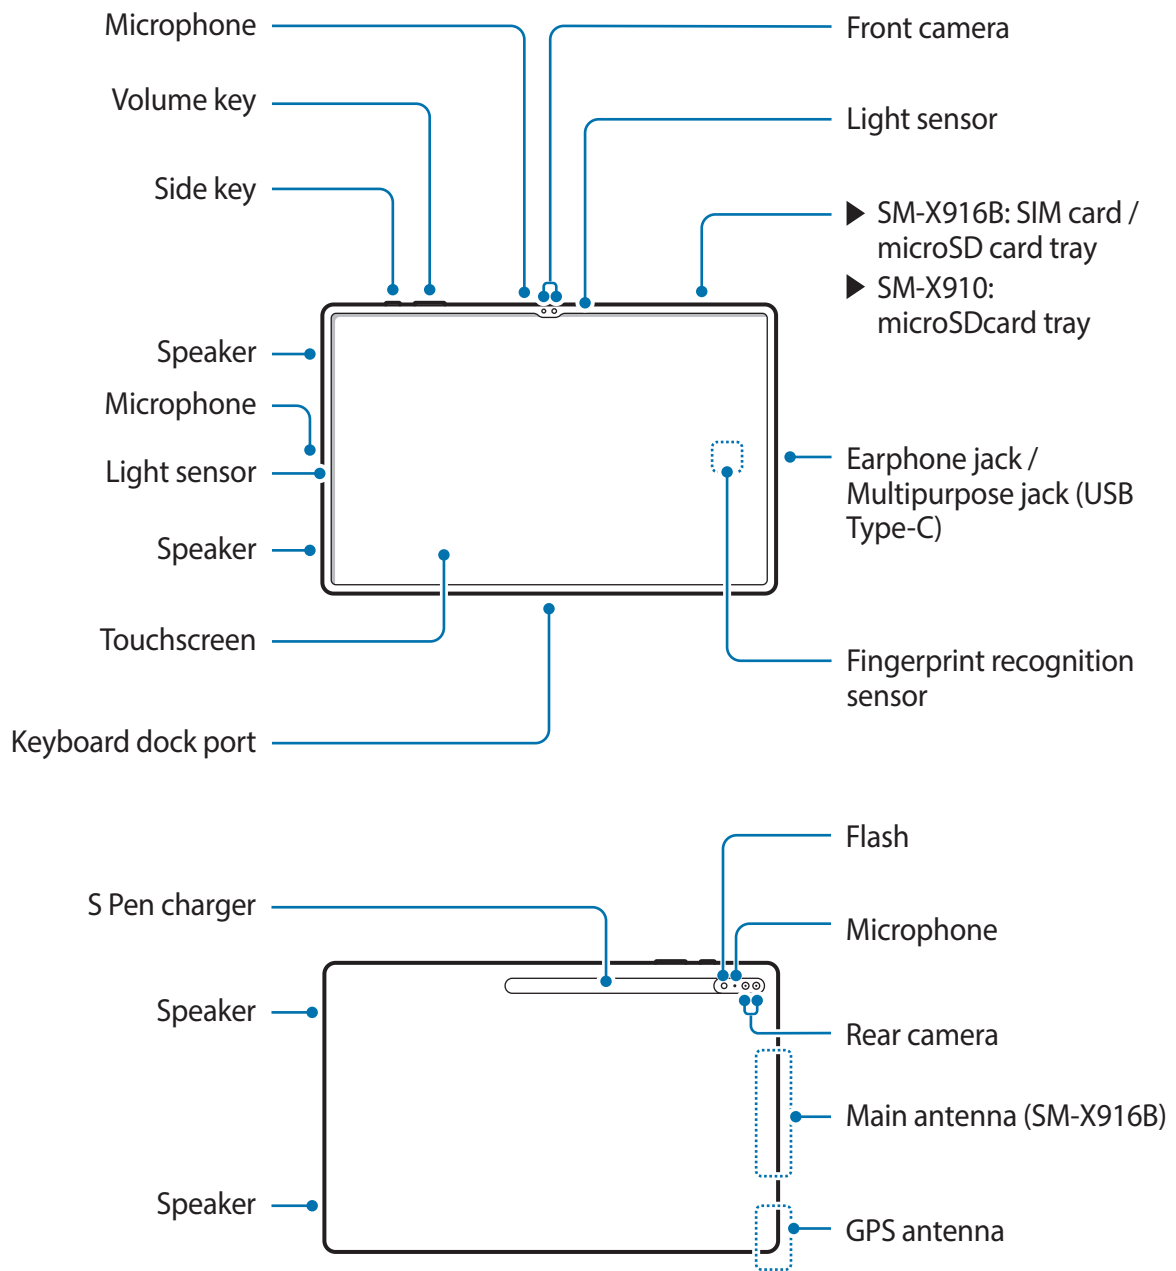 Microphone
Volume key
Side key
Speaker
Microphone
Light sensor
Speaker
Touchscreen
Keyboard dock port
Front camera
Light sensor
▶ SM-X916B: SIM card /
microSD card tray
▶ SM-X910:
microSDcard tray
Earphone jack /
Multipurpose jack (USB
Type-C)
Fingerprint recognition
sensor
S Pen charger
Speaker
Speaker
Flash
Microphone
Rear camera
Main antenna (SM-X916B)
GPS antenna